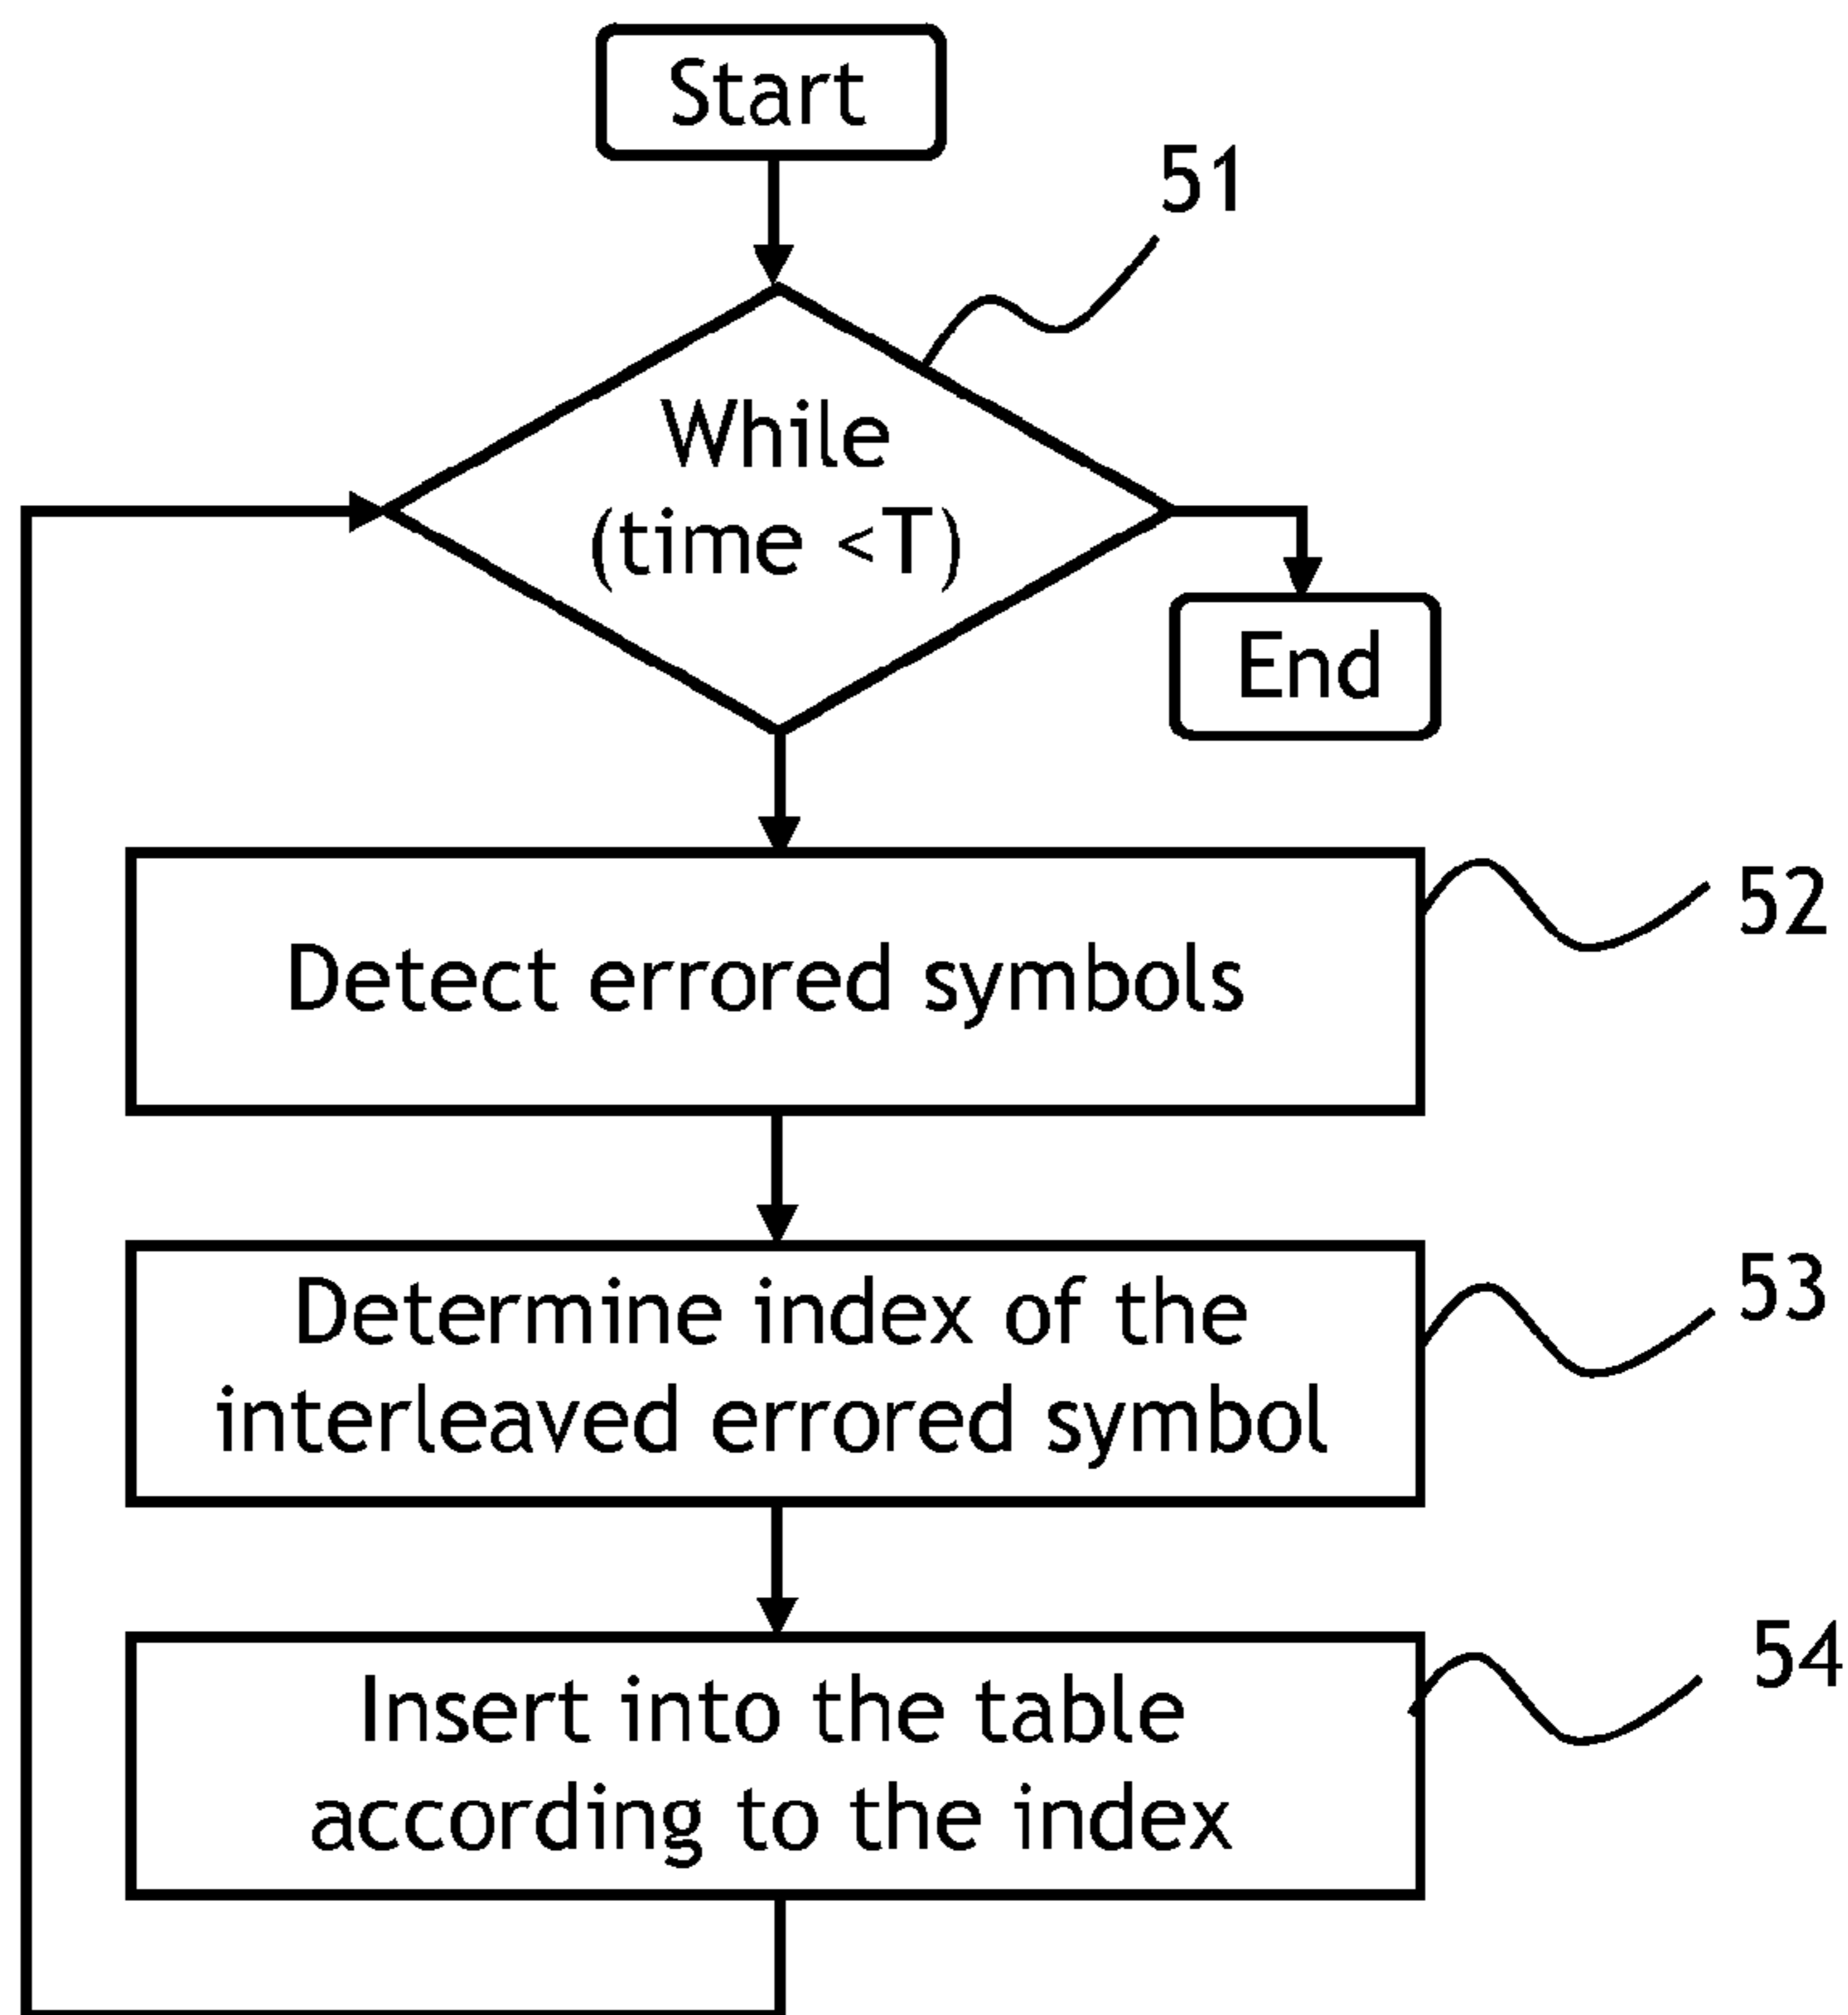 Start
51
While
(time <T)
End
52
Detect errored symbols
53
Determine index of the
interleaved errored symbol
54
Insert into the table
according to the index